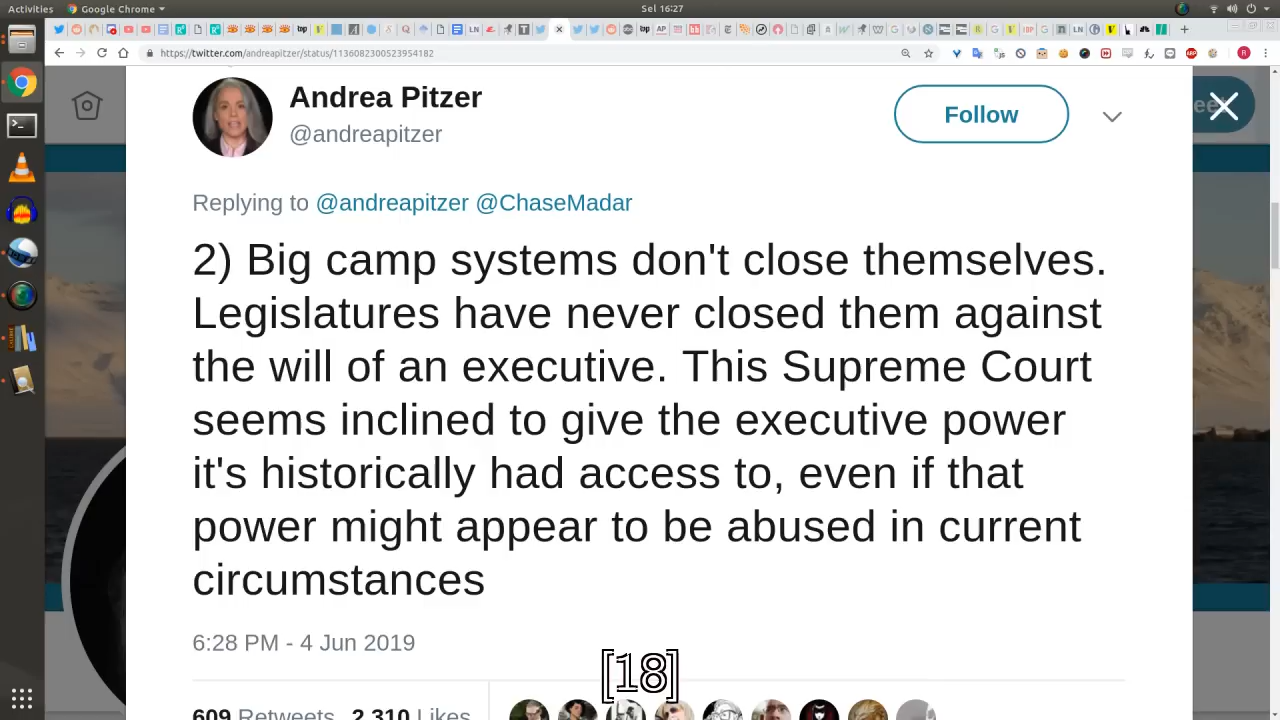 Activities Google Chrome Sel 16:27
https://twitter.com/andreapitzer/status/1136082300523954182
Andrea Pitzer
@andreapitzer
Follow
Replying to @andreapitzer @ChaseMadar
2) Big camp systems don't close themselves.
Legislatures have never closed them against
the will of an executive. This Supreme Court
seems inclined to give the executive power
it's historically had access to, even if that
power might appear to be abused in current
circumstances
6:28 PM - 4 Jun 2019
[18]
609 Retweets 2,310 Likes